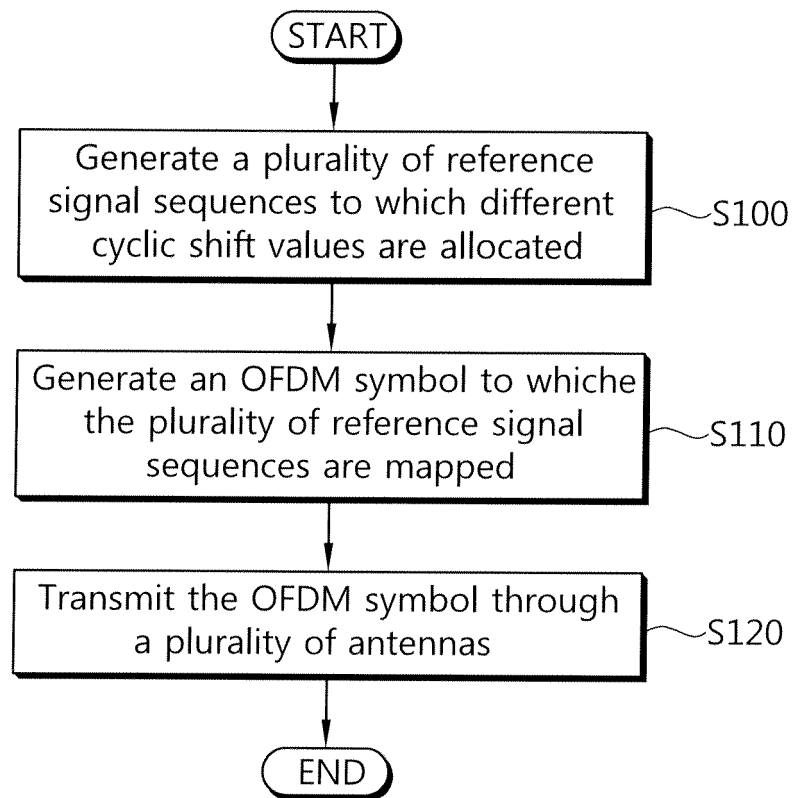 START
Generate a plurality of reference
signal sequences to which different
cyclic shift values are allocated
S100
Generate an OFDM symbol to whiche
the plurality of reference signal
sequences are mapped
S110
Transmit the OFDM symbol through
a plurality of antennas
S120
END